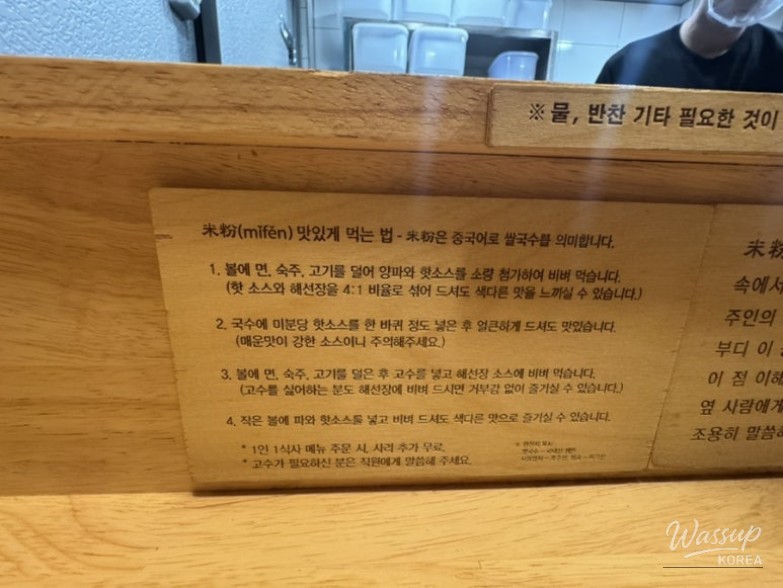 ※물, 반찬 기타 필요한 것이
米粉(mǐfěn) 맛있게 먹는 법 - 米粉은 중국어로 쌀국수를 의미합니다.
1. 볼에 면, 숙주, 고기를 덜어 양파와 핫소스를 소량 첨가하여 비벼 먹습니다.
(핫 소스와 해선장을 4:1 비율로 섞어 드셔도 색다른 맛을 느끼실 수 있습니다.)
2. 국수에 미분당 핫소스를 한 바퀴 정도 넣은 후 얼큰하게 드셔도 맛있습니다.
(매운맛이 강한 소스이니 주의해주세요.)
3. 볼에 면, 숙주, 고기를 덜은 후 고수를 넣고 해선장 소스에 비벼 먹습니다.
(고수를 싫어하는 분도 해선장에 비벼 드시면 거부감 없이 즐기실 수 있습니다.)
4. 작은 볼에 파와 핫소스를 넣고 비벼 드셔도 색다른 맛으로 즐기실 수 있습니다.
* 1인 1식사 메뉴 주문 시, 사리 추가 무료.
* 고수가 필요하신 분은 직원에게 말씀해 주세요.
米粉
속에서
주인의
부디 이
이 점 이해
옆 사람에게
조용히 말씀해
Wassup
KOREA